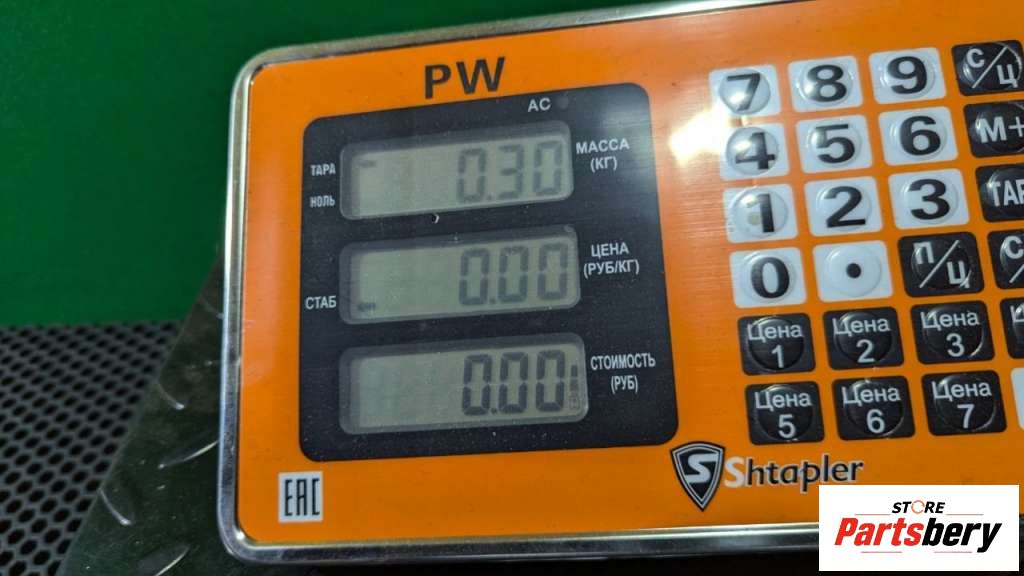 PW
AC
ТАРА
НОЛЬ
0.30
МАССА
(КГ)
СТАБ
0.00
ЦЕНА
(РУБ/КГ)
0.00
СТОИМОСТЬ
(РУБ)
7 8 9 С/Ц
4 5 6 М+
1 2 3
0 . П/Ц
Цена 1
Цена 2
Цена 3
Цена 5
Цена 6
Цена 7
EAC
S Shtapler
STORE
Partsbery